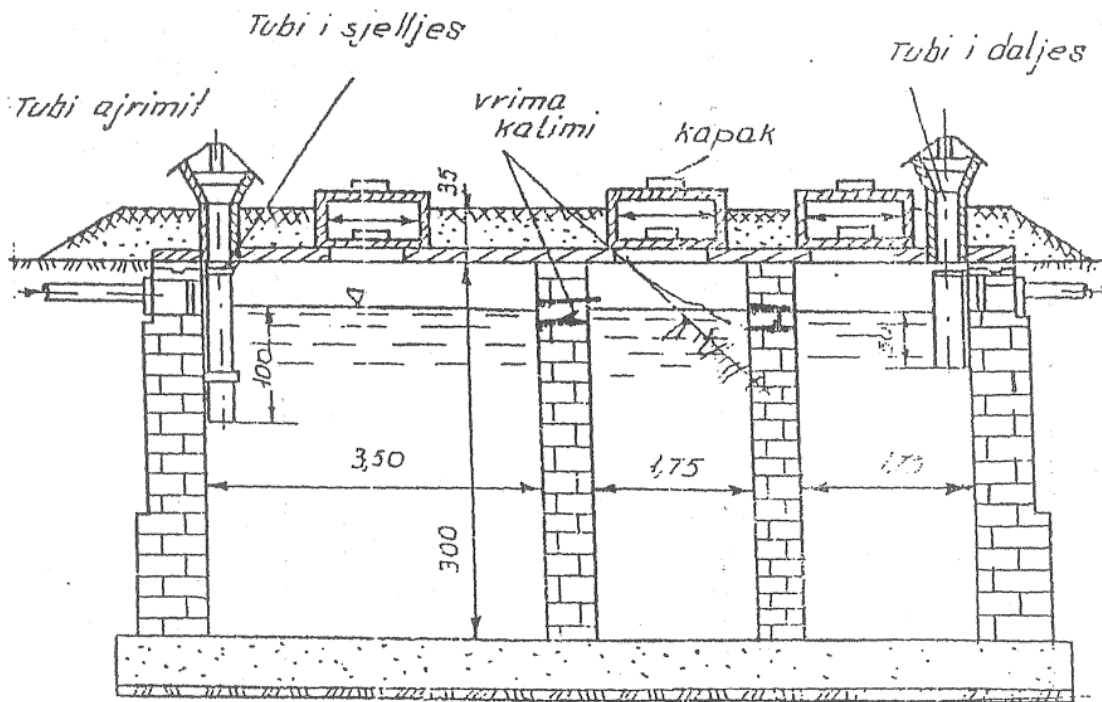 Tubi i sjelljes
Tubi i daljes
Tubi ajrimit
vrima
kalimi
kapak
35
100
3,50
1,75
300